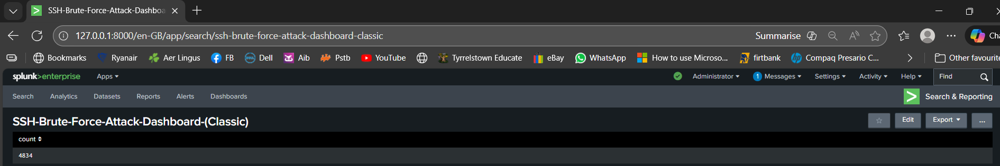 SSH-Brute-Force-Attack-Dashboa
127.0.0.1:8000/en-GB/app/search/ssh-brute-force-attack-dashboard-classic Summarise
Bookmarks Ryanair Aer Lingus FB Dell Aib Pstb YouTube Tyrrelstown Educate eBay WhatsApp How to use Microso... firtbank Compaq Presario C... Other favourite
splunk>enterprise Apps Administrator 1 Messages Settings Activity Help Find
Search Analytics Datasets Reports Alerts Dashboards Search & Reporting
SSH-Brute-Force-Attack-Dashboard-(Classic) Edit Export ...
count
4834